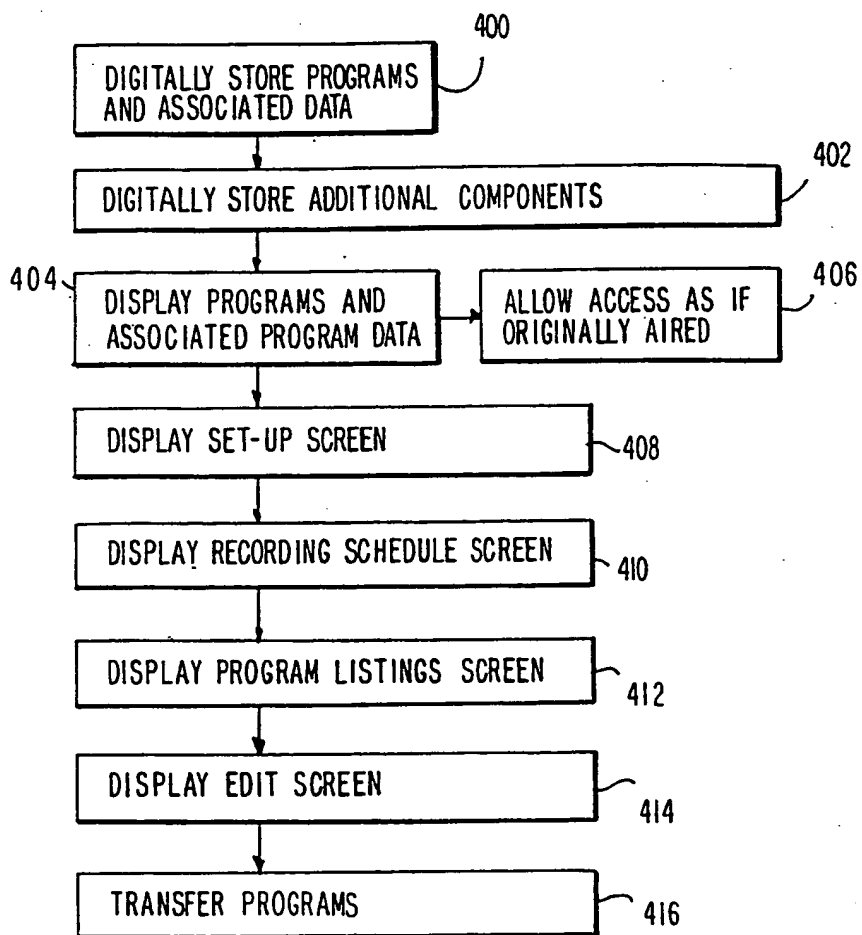 400
DIGITALLY STORE PROGRAMS
AND ASSOCIATED DATA
402
DIGITALLY STORE ADDITIONAL COMPONENTS
404
DISPLAY PROGRAMS AND
ASSOCIATED PROGRAM DATA
406
ALLOW ACCESS AS IF
ORIGINALLY AIRED
DISPLAY SET-UP SCREEN
408
DISPLAY RECORDING SCHEDULE SCREEN
410
DISPLAY PROGRAM LISTINGS SCREEN
412
DISPLAY EDIT SCREEN
414
TRANSFER PROGRAMS
416